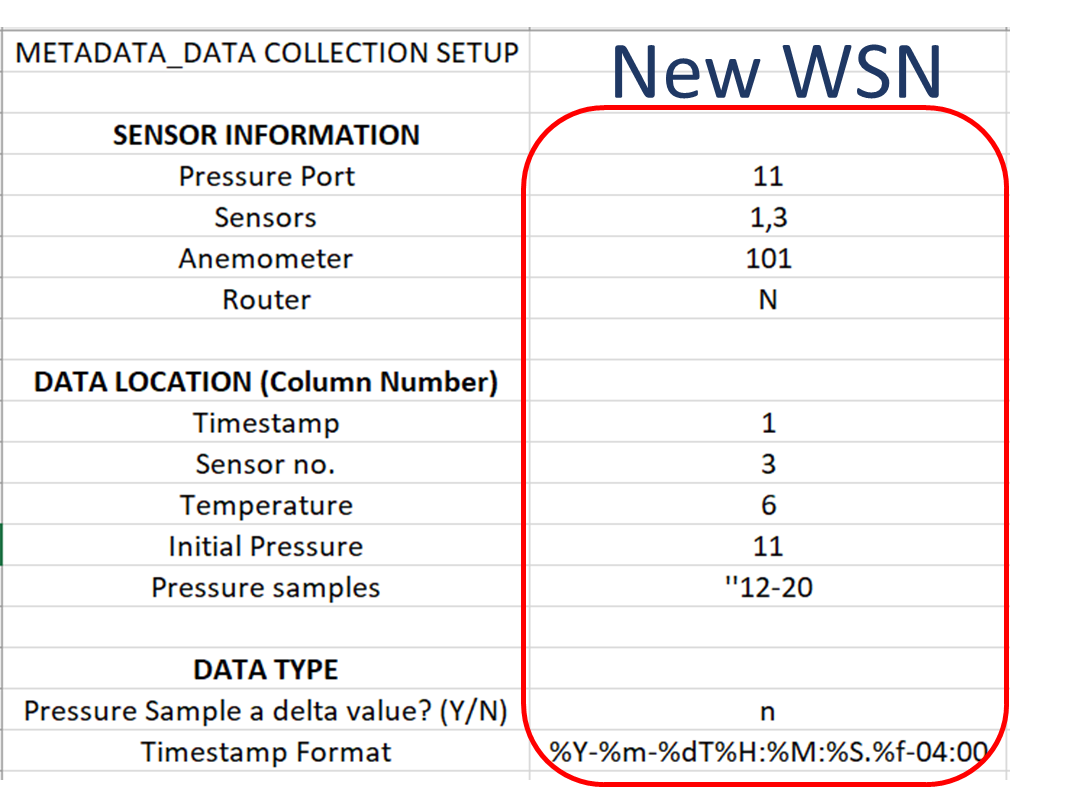 METADATA_DATA COLLECTION SETUP
New WSN
SENSOR INFORMATION
Pressure Port 11
Sensors 1,3
Anemometer 101
Router N
DATA LOCATION (Column Number)
Timestamp 1
Sensor no. 3
Temperature 6
Initial Pressure 11
Pressure samples "12-20
DATA TYPE
Pressure Sample a delta value? (Y/N) n
Timestamp Format %Y-%m-%dT%H:%M:%S.%f-04:00